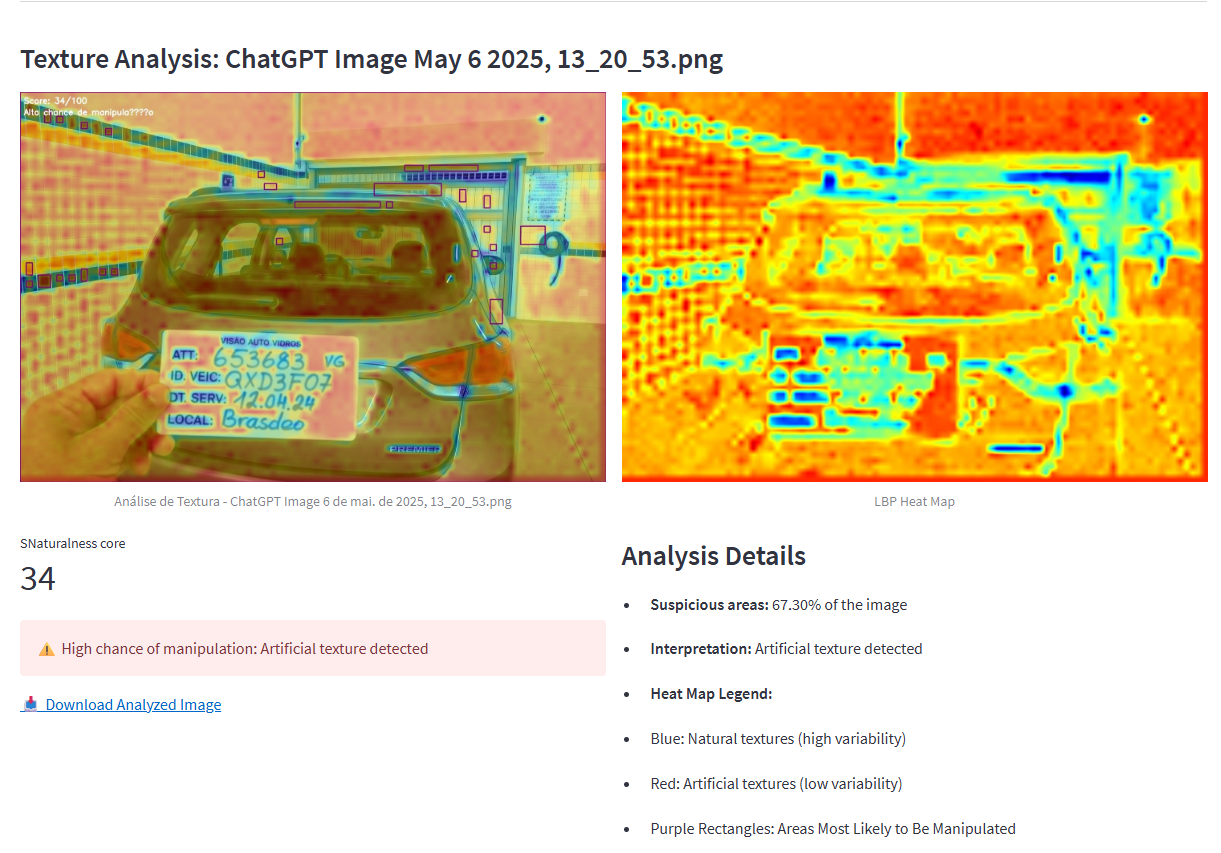 Texture Analysis: ChatGPT Image May 6 2025, 13_20_53.png
Score: 34/100
Alto chance de manipula????o
VISÃO AUTO VIDROS
ATT: 653683 VG
ID. VEIC: QXD3F07
DT. SERV: 12.04.24
LOCAL: Brasdeo
PREMIER
Análise de Textura - ChatGPT Image 6 de mai. de 2025, 13_20_53.png
LBP Heat Map
SNaturalness core
34
High chance of manipulation: Artificial texture detected
Download Analyzed Image
Analysis Details
Suspicious areas: 67.30% of the image
Interpretation: Artificial texture detected
Heat Map Legend:
Blue: Natural textures (high variability)
Red: Artificial textures (low variability)
Purple Rectangles: Areas Most Likely to Be Manipulated